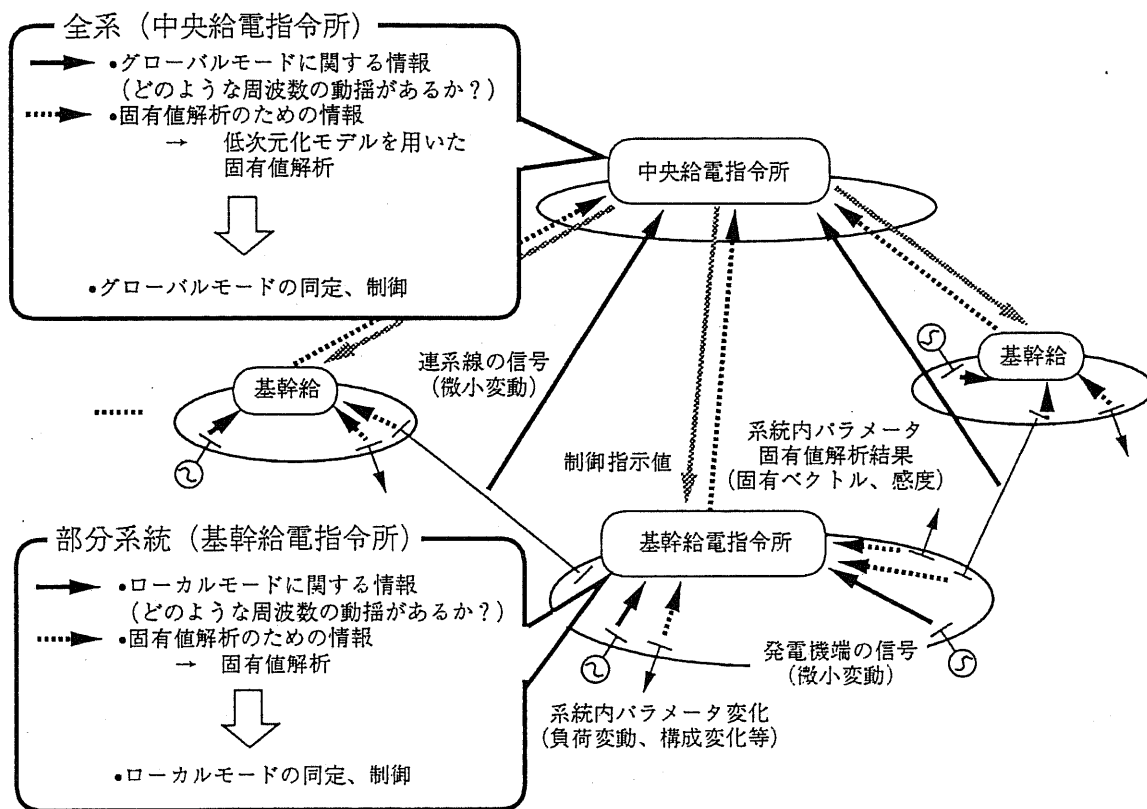 全系（中央給電指令所）
•グローバルモードに関する情報
(どのような周波数の動揺があるか？)
•固有値解析のための情報
→ 低次元化モデルを用いた
固有値解析
•グローバルモードの同定、制御
中央給電指令所
基幹給
連系線の信号
(微小変動)
基幹給
制御指示値
系統内パラメータ
固有値解析結果
(固有ベクトル、感度)
部分系統（基幹給電指令所）
•ローカルモードに関する情報
(どのような周波数の動揺があるか？)
•固有値解析のための情報
→ 固有値解析
•ローカルモードの同定、制御
基幹給電指令所
発電機端の信号
(微小変動)
系統内パラメータ変化
(負荷変動、構成変化等)